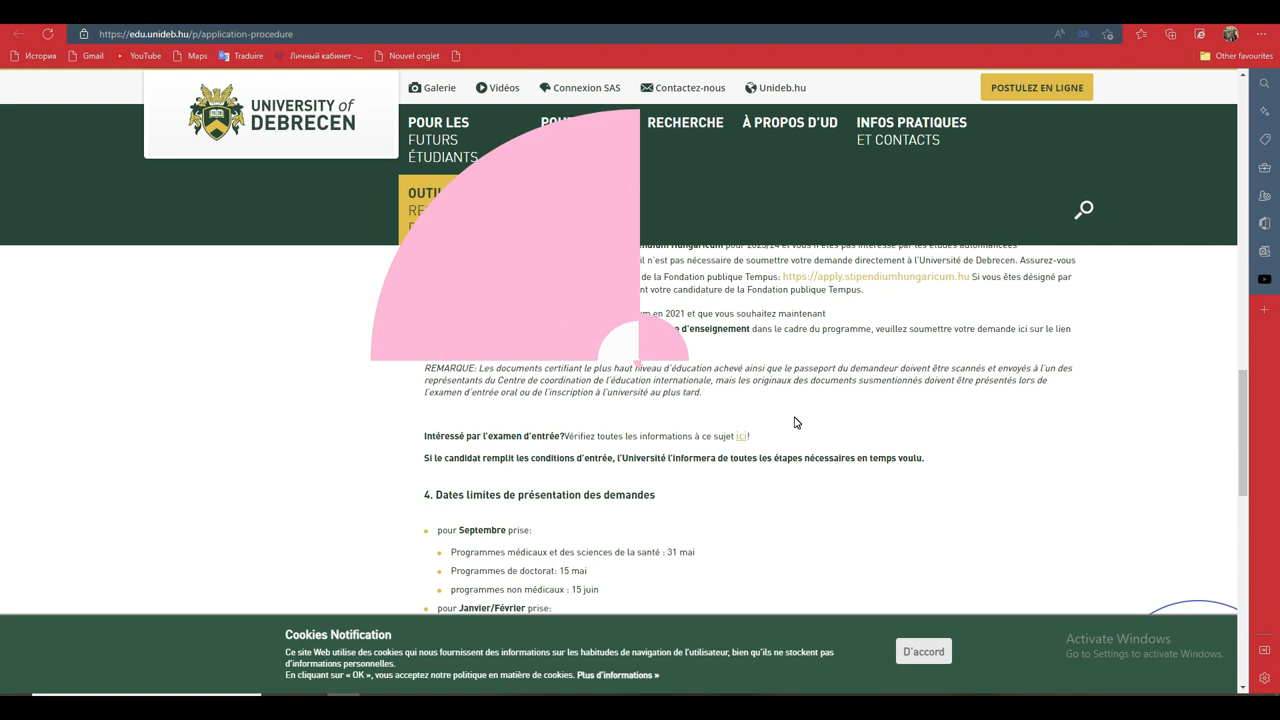 https://edu.unideb.hu/p/application-procedure
История Gmail YouTube Maps Traduire Личный кабинет -... Nouvel onglet Other favourites
Galerie Vidéos Connexion SAS Contactez-nous Unideb.hu POSTULEZ EN LIGNE
UNIVERSITY of
DEBRECEN
POUR LES
FUTURS
ÉTUDIANTS
RECHERCHE
À PROPOS D'UD
INFOS PRATIQUES
ET CONTACTS
Hungaricum pour 2023/24 et vous n'êtes pas intéressé par les études autofinancées
il n'est pas nécessaire de soumettre votre demande directement à l'Université de Debrecen. Assurez-vous
de la Fondation publique Tempus: https://apply.stipendiumhungaricum.hu Si vous êtes désigné par
nt votre candidature de la Fondation publique Tempus.
en 2021 et que vous souhaitez maintenant
d'enseignement dans le cadre du programme, veuillez soumettre votre demande ici sur le lien
REMARQUE: Les documents certifiant le plus haut niveau d'éducation achevé ainsi que le passeport du demandeur doivent être scannés et envoyés à l'un des
représentants du Centre de coordination de l'éducation internationale, mais les originaux des documents susmentionnés doivent être présentés lors de
l'examen d'entrée oral ou de l'inscription à l'université au plus tard.
Intéressé par l'examen d'entrée?Vérifiez toutes les informations à ce sujet ici!
Si le candidat remplit les conditions d'entrée, l'Université l'informera de toutes les étapes nécessaires en temps voulu.
4. Dates limites de présentation des demandes
pour Septembre prise:
Programmes médicaux et des sciences de la santé : 31 mai
Programmes de doctorat: 15 mai
programmes non médicaux : 15 juin
pour Janvier/Février prise:
Cookies Notification
Ce site Web utilise des cookies qui nous fournissent des informations sur les habitudes de navigation de l'utilisateur, bien qu'ils ne stockent pas
d'informations personnelles.
En cliquant sur « OK », vous acceptez notre politique en matière de cookies. Plus d'informations »
D'accord
Activate Windows
Go to Settings to activate Windows.